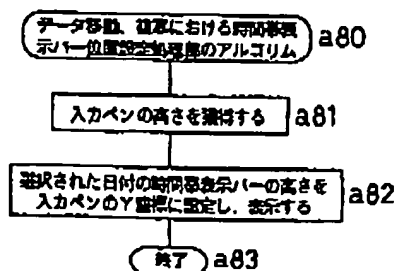 データ移動、複写における時間帯表
示バー位置設定処理部のアルゴリム
a80
入力ペンの高さを獲得する
a81
選択された日付の時間帯表示バーの高さを
入力ペンのY座標に設定し、表示する
a82
終了
a83